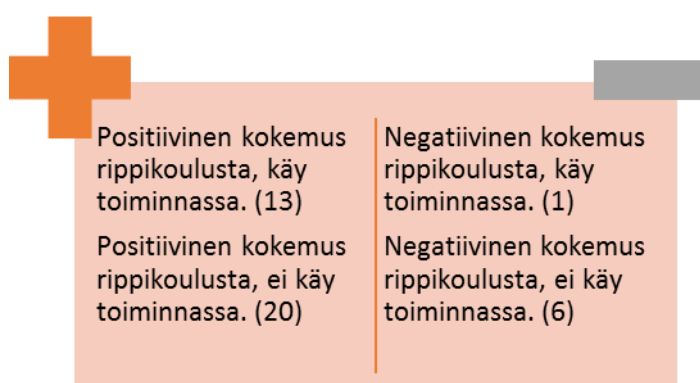 Positiivinen kokemus
rippikoulusta, käy
toiminnassa. (13)
Positiivinen kokemus
rippikoulusta, ei käy
toiminnassa. (20)
Negatiivinen kokemus
rippikoulusta, käy
toiminnassa. (1)
Negatiivinen kokemus
rippikoulusta, ei käy
toiminnassa. (6)